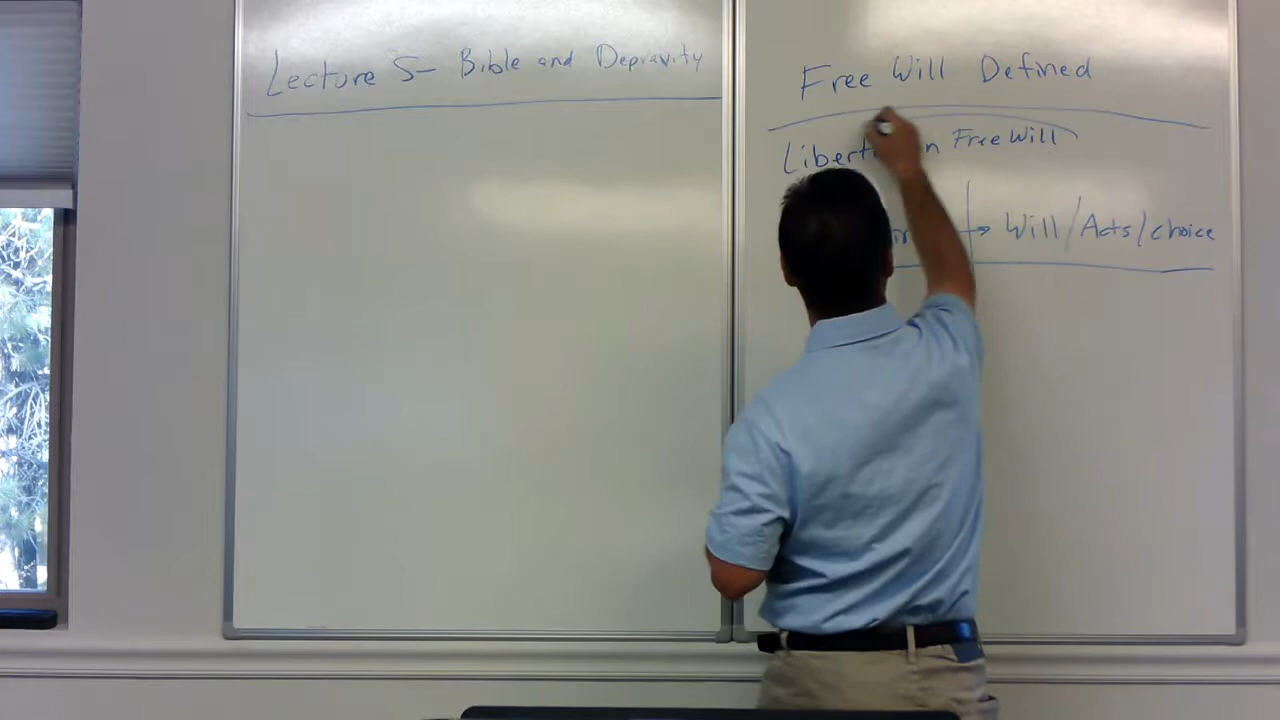 Lecture 5- Bible and Depravity
Free Will Defined
Free Will
→ Will/Acts/choice